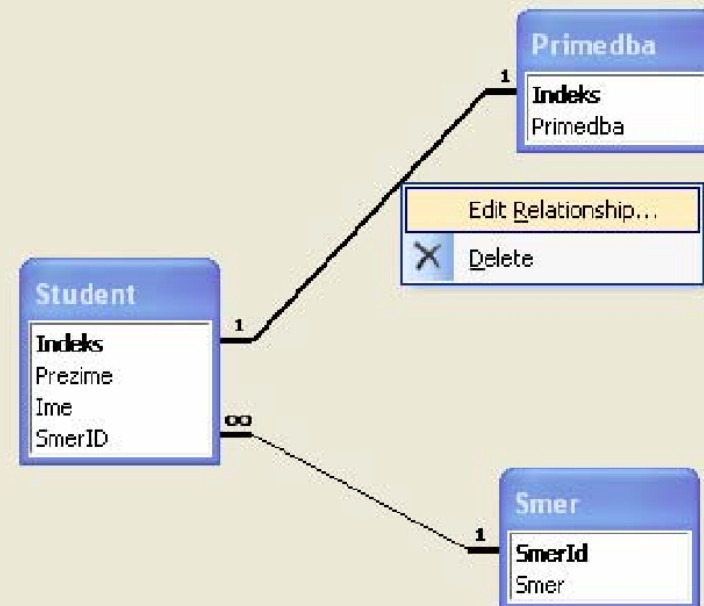 Primedba
1
Indeks
Primedba
Edit Relationship...
Delete
Student
1
Indeks
Prezime
Ime
SmerID
∞
Smer
1
SmerId
Smer